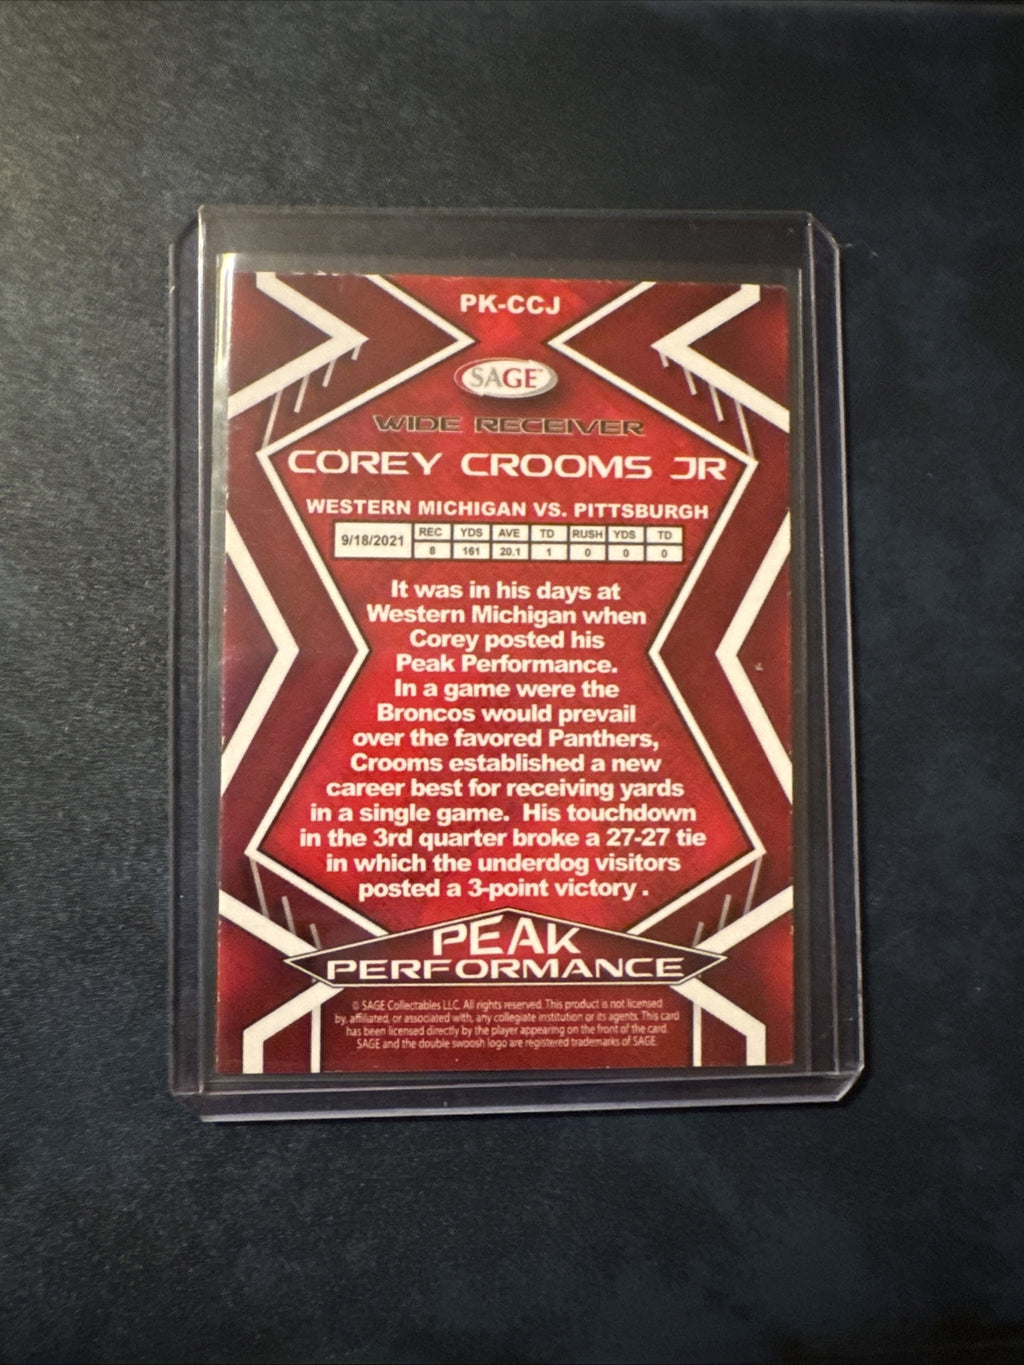 PK-CCJ
SAGE™
WIDE RECEIVER
COREY CROOMS JR
WESTERN MICHIGAN VS. PITTSBURGH
9/18/2021 REC YDS AVE TD RUSH YDS TD
8 161 20.1 1 0 0 0
It was in his days at
Western Michigan when
Corey posted his
Peak Performance.
In a game were the
Broncos would prevail
over the favored Panthers,
Crooms established a new
career best for receiving yards
in a single game. His touchdown
in the 3rd quarter broke a 27-27 tie
in which the underdog visitors
posted a 3-point victory .
PEAK
PERFORMANCE
© SAGE Collectables LLC. All rights reserved. This product is not licensed
by, affiliated, or associated with, any collegiate institution or its agents. This card
has been licensed directly by the player appearing on the front of the card.
SAGE and the double swoosh logo are registered trademarks of SAGE.